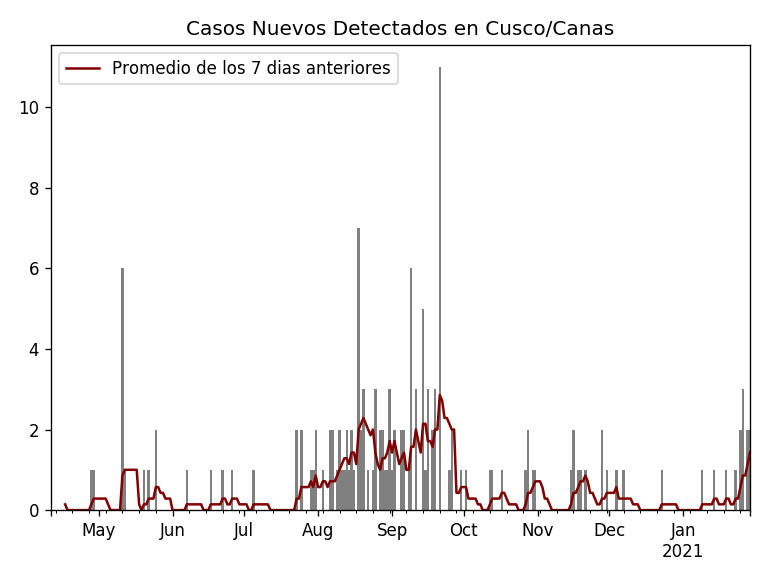 Casos Nuevos Detectados en Cusco/Canas
Promedio de los 7 dias anteriores
10
8
6
4
2
0
May Jun Jul Aug Sep Oct Nov Dec Jan
2021